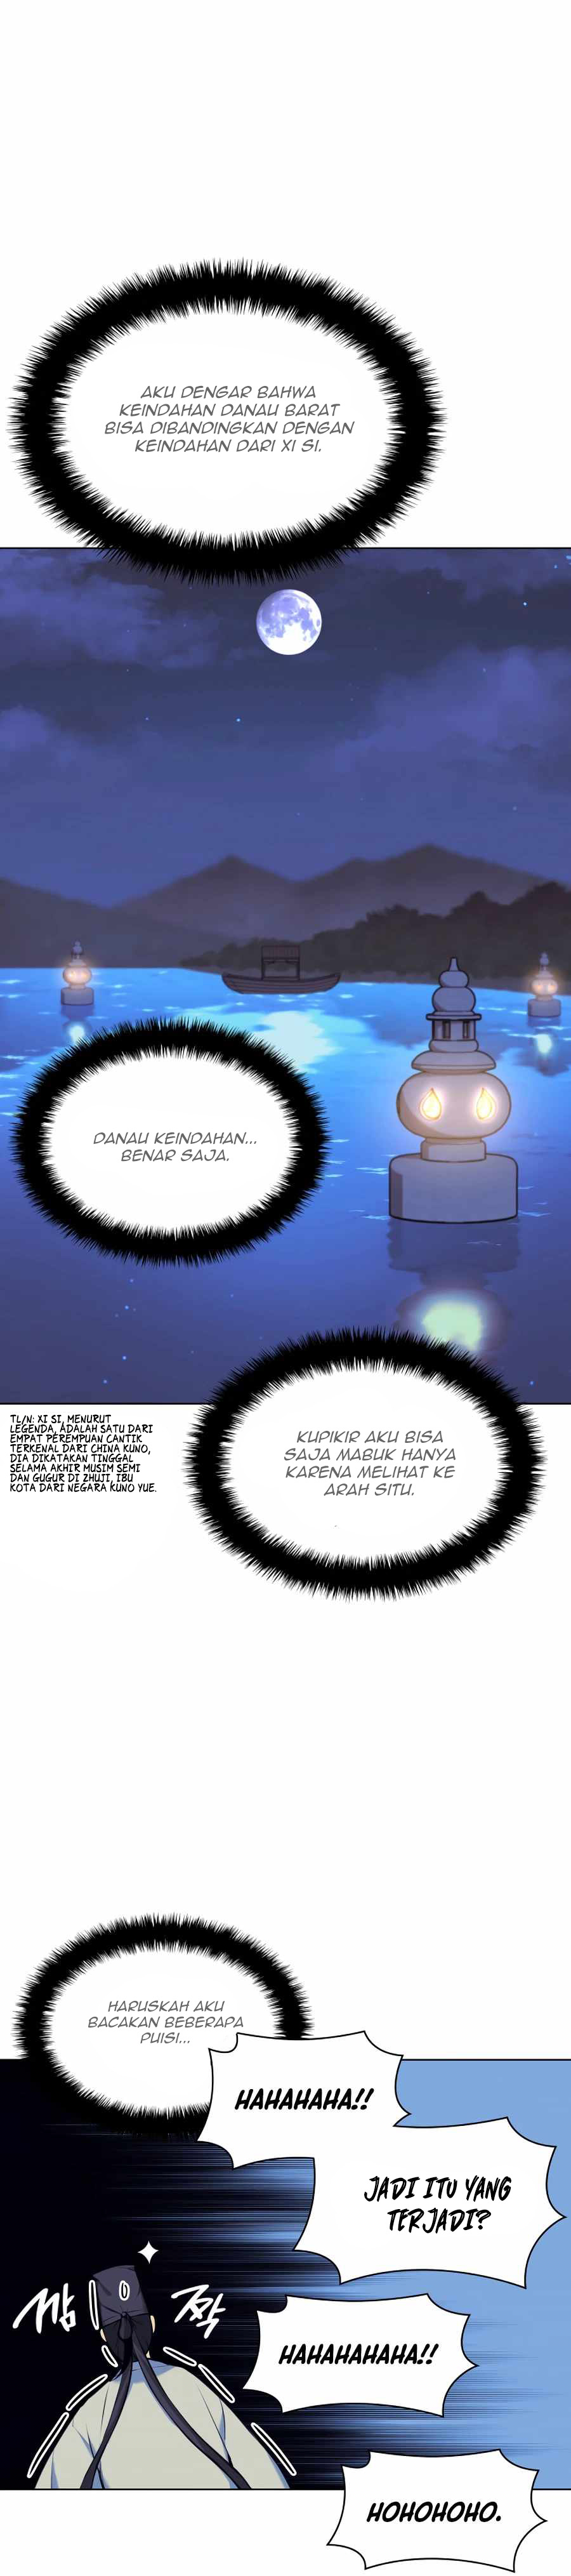 AKU DENGAR BAHWA
KEINDAHAN DANAU BARAT
BISA DIBANDINGKAN DENGAN
KEINDAHAN DARI XI SI.
DANAU KEINDAHAN...
BENAR SAJA.
TL/N: XI SI, MENURUT
LEGENDA, ADALAH SATU DARI
EMPAT PEREMPUAN CANTIK
TERKENAL DARI CHINA KUNO,
DIA DIKATAKAN TINGGAL
SELAMA AKHIR MUSIM SEMI
DAN GUGUR DI ZHUJI, IBU
KOTA DARI NEGARA KUNO YUE.
KUPIKIR AKU BISA
SAJA MABUK HANYA
KARENA MELIHAT KE
ARAH SITU.
HARUSKAH AKU
BACAKAN BEBERAPA
PUISI...
HAHAHAHA.!!
JADI ITU YANG
TERJADI?
깜
짝
HAHAHAHAHA.!!
HOHOHOHO.